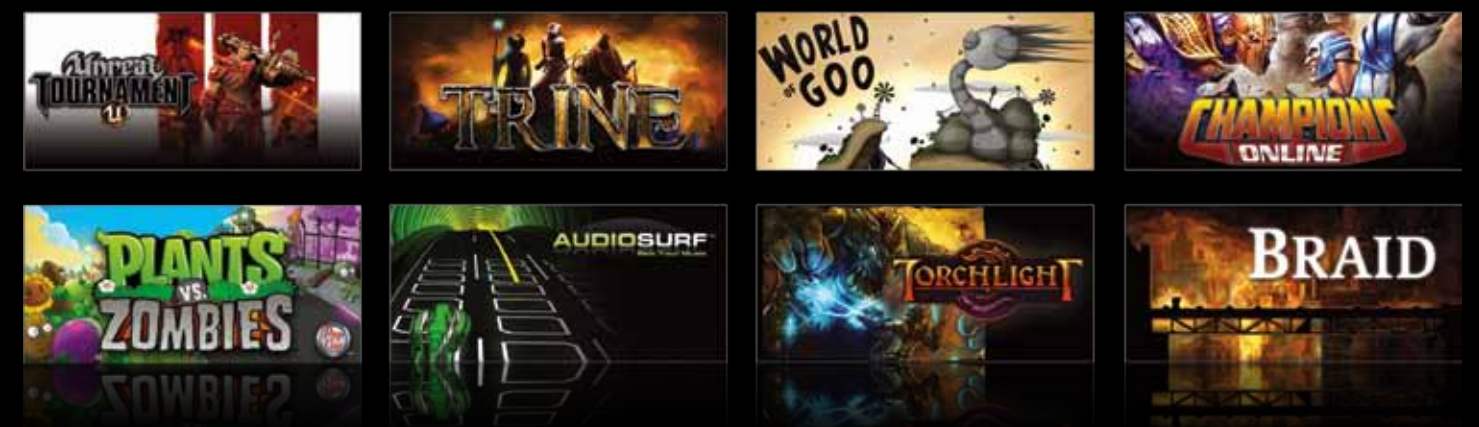 Unreal
TOURNAMENT
U
TRINE
WORLD
OF
GOO
CHAMPIONS
ONLINE
PLANTS
VS.
ZOMBIES
AUDIOSURF
TORCHLIGHT
BRAID